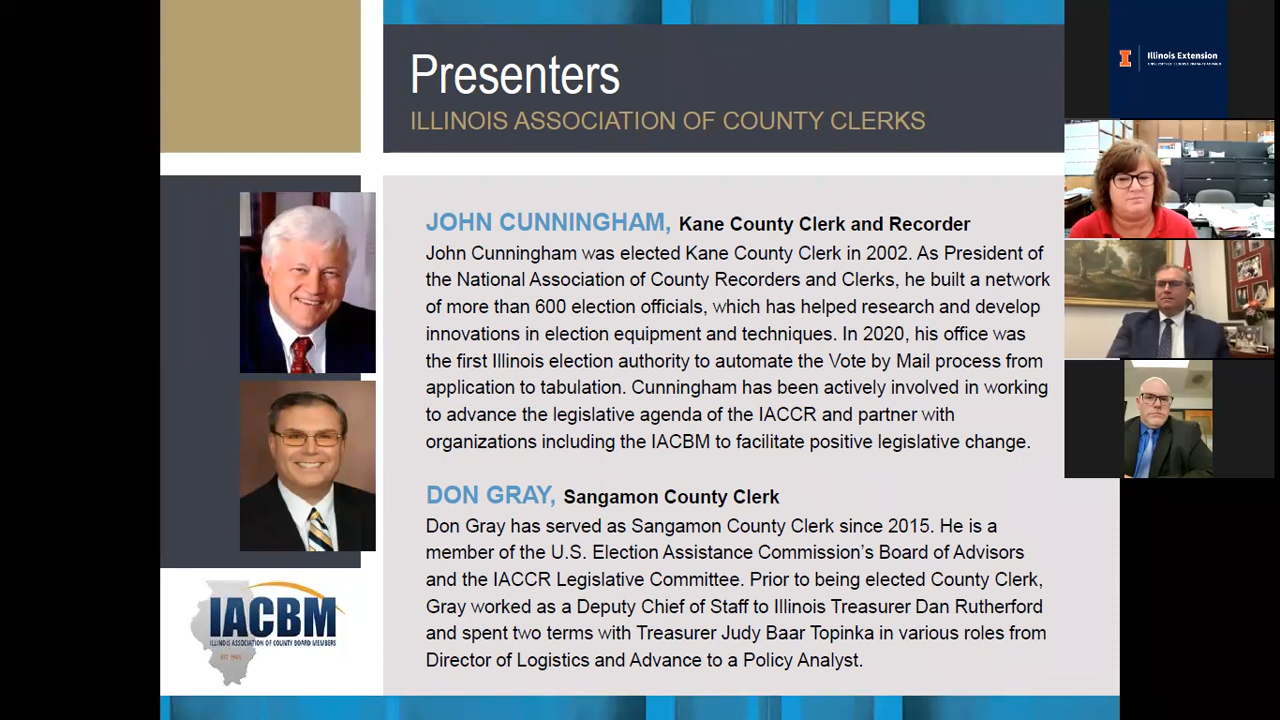 Presenters
ILLINOIS ASSOCIATION OF COUNTY CLERKS
JOHN CUNNINGHAM, Kane County Clerk and Recorder
John Cunningham was elected Kane County Clerk in 2002. As President of
the National Association of County Recorders and Clerks, he built a network
of more than 600 election officials, which has helped research and develop
innovations in election equipment and techniques. In 2020, his office was
the first Illinois election authority to automate the Vote by Mail process from
application to tabulation. Cunningham has been actively involved in working
to advance the legislative agenda of the IACCR and partner with
organizations including the IACBM to facilitate positive legislative change.
DON GRAY, Sangamon County Clerk
Don Gray has served as Sangamon County Clerk since 2015. He is a
member of the U.S. Election Assistance Commission's Board of Advisors
and the IACCR Legislative Committee. Prior to being elected County Clerk,
Gray worked as a Deputy Chief of Staff to Illinois Treasurer Dan Rutherford
and spent two terms with Treasurer Judy Baar Topinka in various roles from
Director of Logistics and Advance to a Policy Analyst.
IACBM
ILLINOIS ASSOCIATION OF COUNTY BOARD MEMBERS
I
Illinois Extension